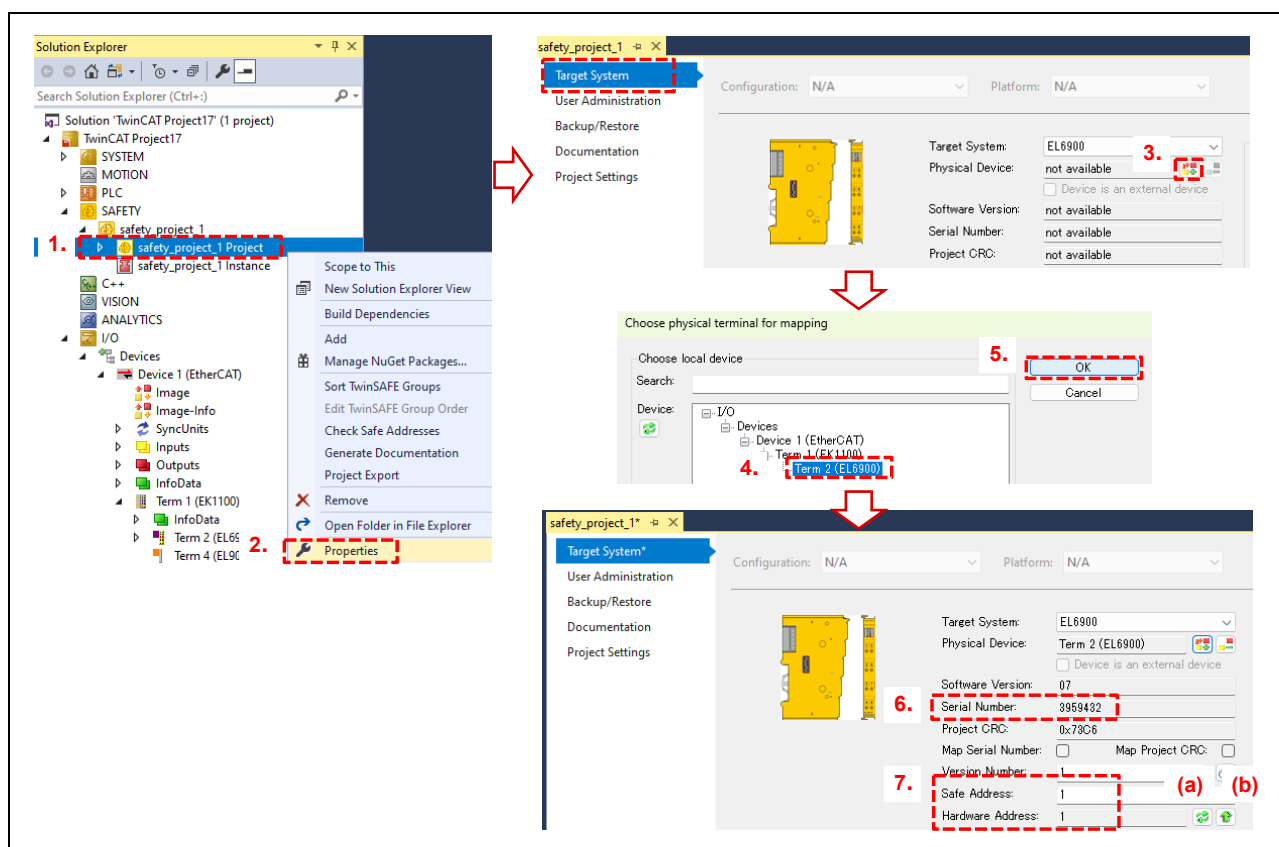 Solution Explorer
Search Solution Explorer (Ctrl+:)
Solution 'TwinCAT Project17' (1 project)
TwinCAT Project17
SYSTEM
MOTION
PLC
SAFETY
safety_project_1
1.
safety_project_1 Project
safety_project_1 Instance
C++
VISION
ANALYTICS
I/O
Devices
Device 1 (EtherCAT)
Image
Image-Info
SyncUnits
Inputs
Outputs
InfoData
Term 1 (EK1100)
InfoData
Term 2 (EL69
Term 4 (EL90
Scope to This
New Solution Explorer View
Build Dependencies
Add
Manage NuGet Packages...
Sort TwinSAFE Groups
Edit TwinSAFE Group Order
Check Safe Addresses
Generate Documentation
Project Export
Remove
Open Folder in File Explorer
2.
Properties
safety_project_1
Target System
User Administration
Backup/Restore
Documentation
Project Settings
Configuration: N/A Platform: N/A
Target System: EL6900
3.
Physical Device: not available
Device is an external device
Software Version: not available
Serial Number: not available
Project CRC: not available
Choose physical terminal for mapping
Choose local device
5.
OK
Cancel
Search:
Device:
I/O
Devices
Device 1 (EtherCAT)
Term 1 (EK1100)
4.
Term 2 (EL6900)
safety_project_1*
Target System*
User Administration
Backup/Restore
Documentation
Project Settings
Configuration: N/A Platform: N/A
Target System: EL6900
Physical Device: Term 2 (EL6900)
Device is an external device
Software Version: 07
6.
Serial Number: 3959432
Project CRC: 0x73C6
Map Serial Number: Map Project CRC:
Version Number: 1
7.
(a) (b)
Safe Address: 1
Hardware Address: 1